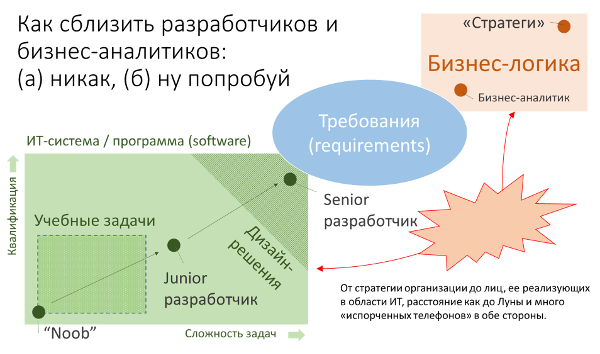 Как сблизить разработчиков и
бизнес-аналитиков:
(а) никак, (б) ну попробуй
«Стратеги»
Бизнес-логика
Бизнес-аналитик
Требования
(requirements)
ИТ-система / программа (software)
Квалификация
Учебные задачи
Дизайн-
решения
Senior
разработчик
Junior
разработчик
“Noob”
Сложность задач
От стратегии организации до лиц, ее реализующих
в области ИТ, расстояние как до Луны и много
«испорченных телефонов» в обе стороны.